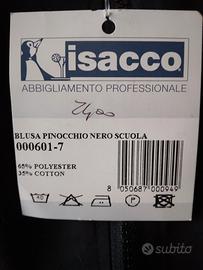 isacco
ABBIGLIAMENTO PROFESSIONALE
BLUSA PINOCCHIO NERO SCUOLA
000601-7
65% POLYESTER
35% COTTON
8 050687 000949
subito